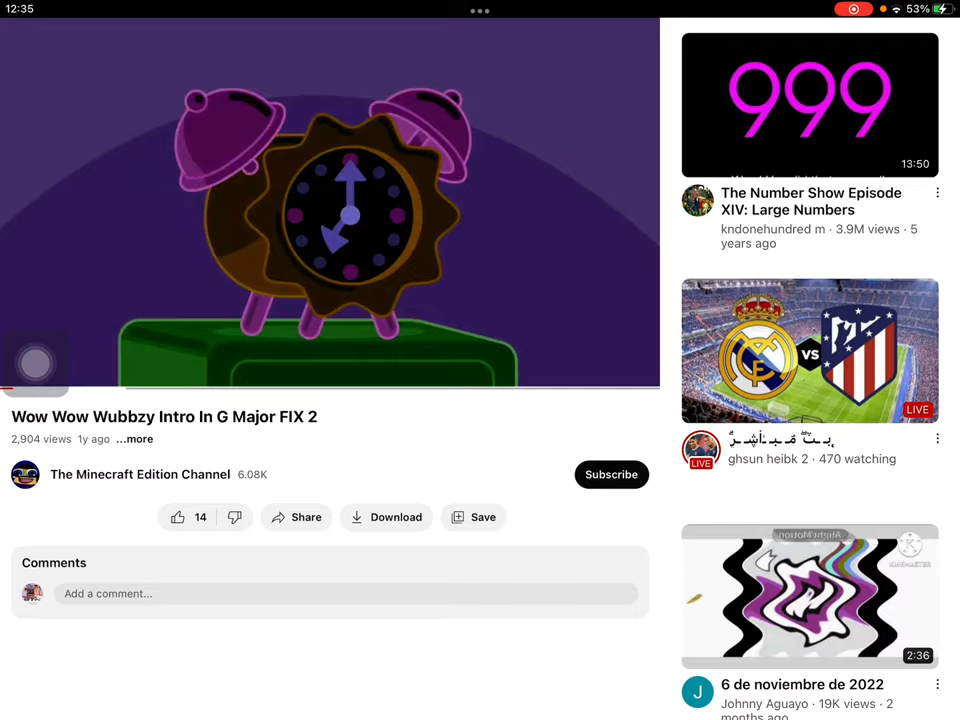 12:35
53%
999
13:50
The Number Show Episode
XIV: Large Numbers
kndonehundred m · 3.9M views · 5
years ago
VS
LIVE
LIVE
ghsun heibk 2 · 470 watching
Wow Wow Wubbzy Intro In G Major FIX 2
2,904 views 1y ago ...more
The Minecraft Edition Channel 6.08K
Subscribe
14
Share
Download
Save
Comments
Add a comment...
KINEMASTER
2:36
6 de noviembre de 2022
J
Johnny Aguayo · 19K views · 2
months ago